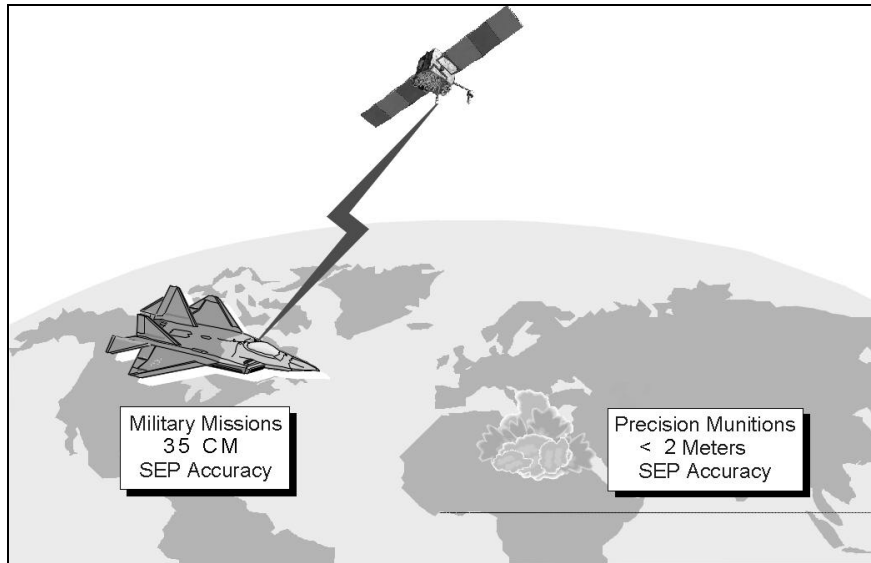 Military Missions
35 CM
SEP Accuracy
Precision Munitions
< 2 Meters
SEP Accuracy